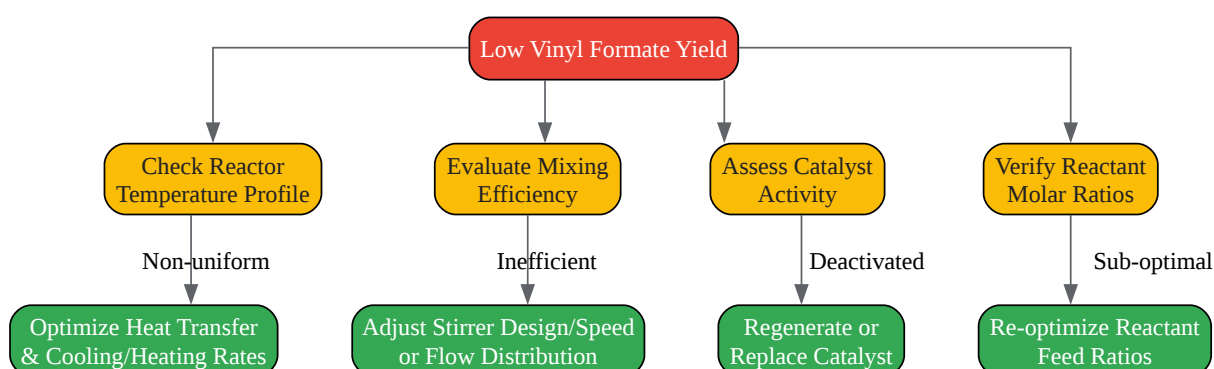 Low Vinyl Formate Yield
Check Reactor
Temperature Profile
Evaluate Mixing
Efficiency
Assess Catalyst
Activity
Verify Reactant
Molar Ratios
Non-uniform
Inefficient
Deactivated
Sub-optimal
Optimize Heat Transfer
& Cooling/Heating Rates
Adjust Stirrer Design/Speed
or Flow Distribution
Regenerate or
Replace Catalyst
Re-optimize Reactant
Feed Ratios